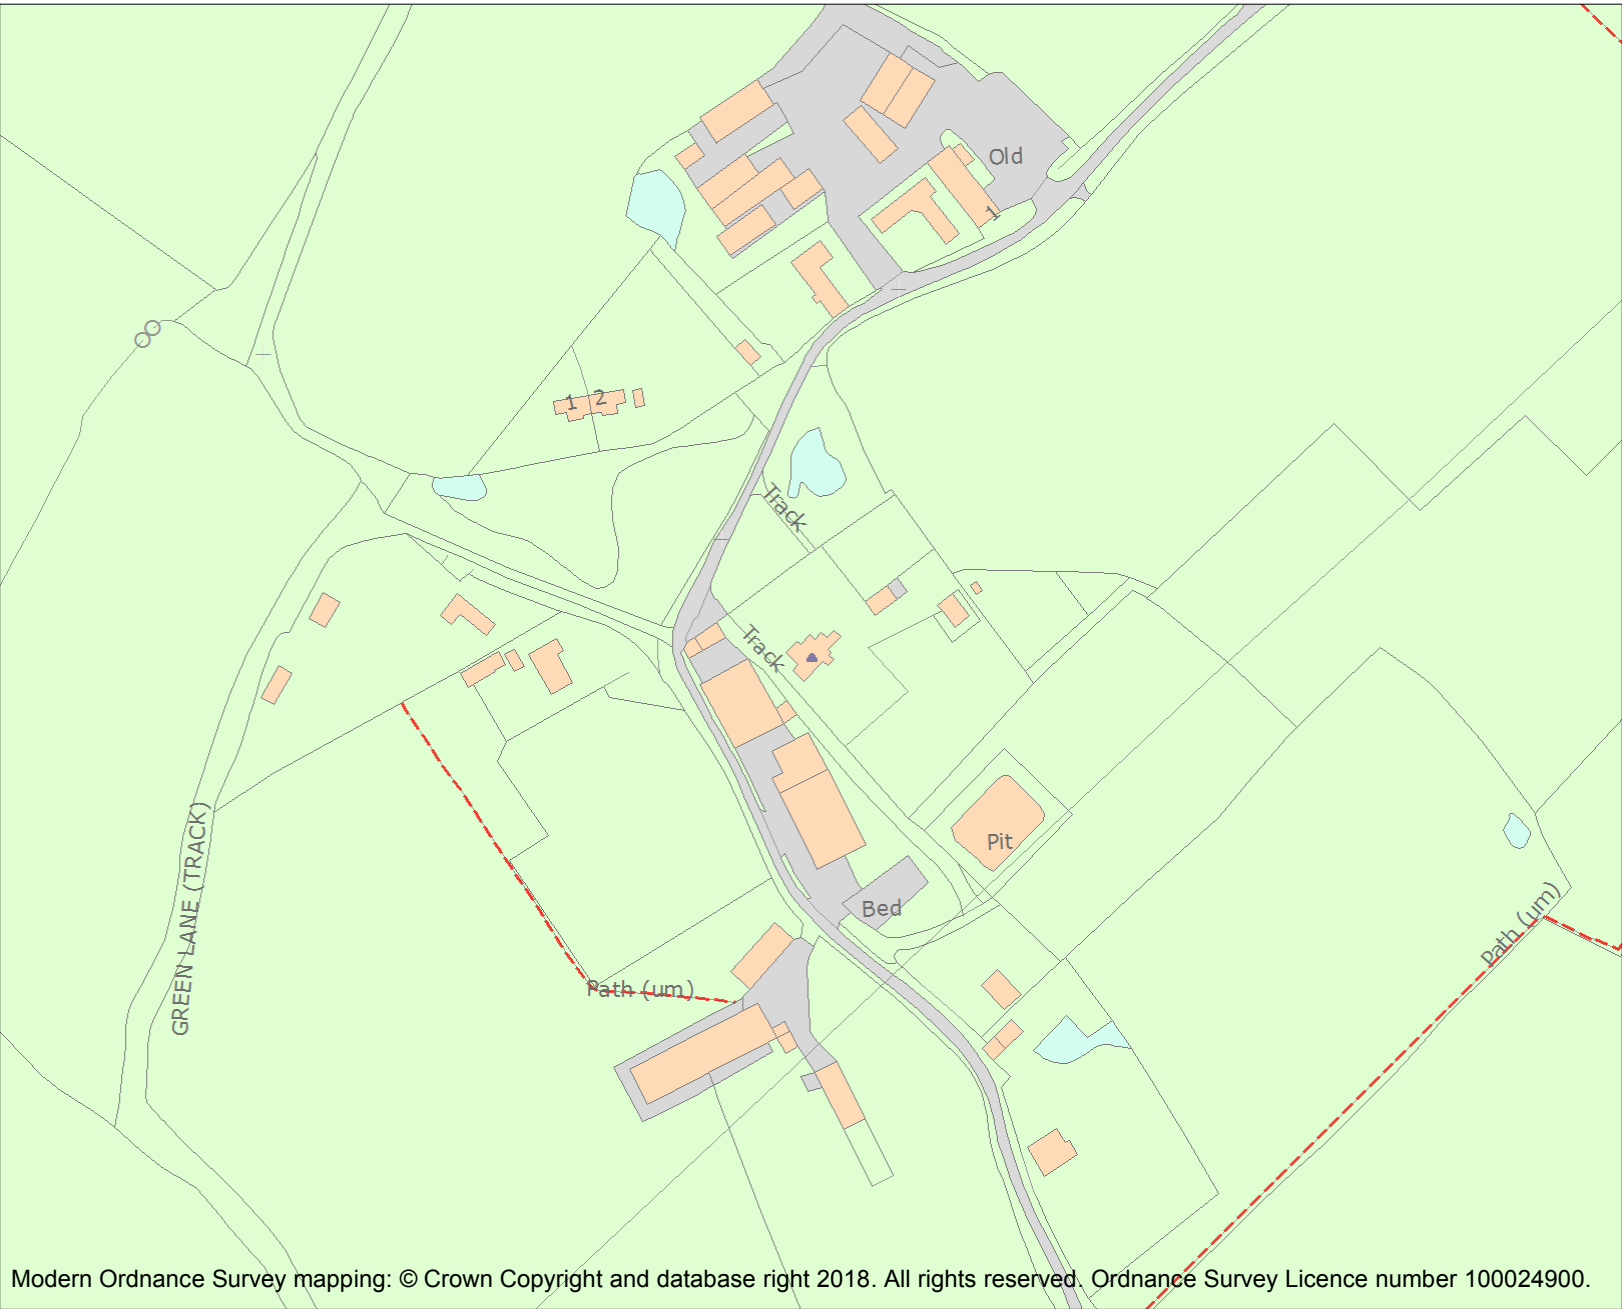 Old
1
1 2
Track
Track
Pit
GREEN LANE (TRACK)
Bed
Path (um)
Path (um)
Modern Ordnance Survey mapping: © Crown Copyright and database right 2018. All rights reserved. Ordnance Survey Licence number 100024900.